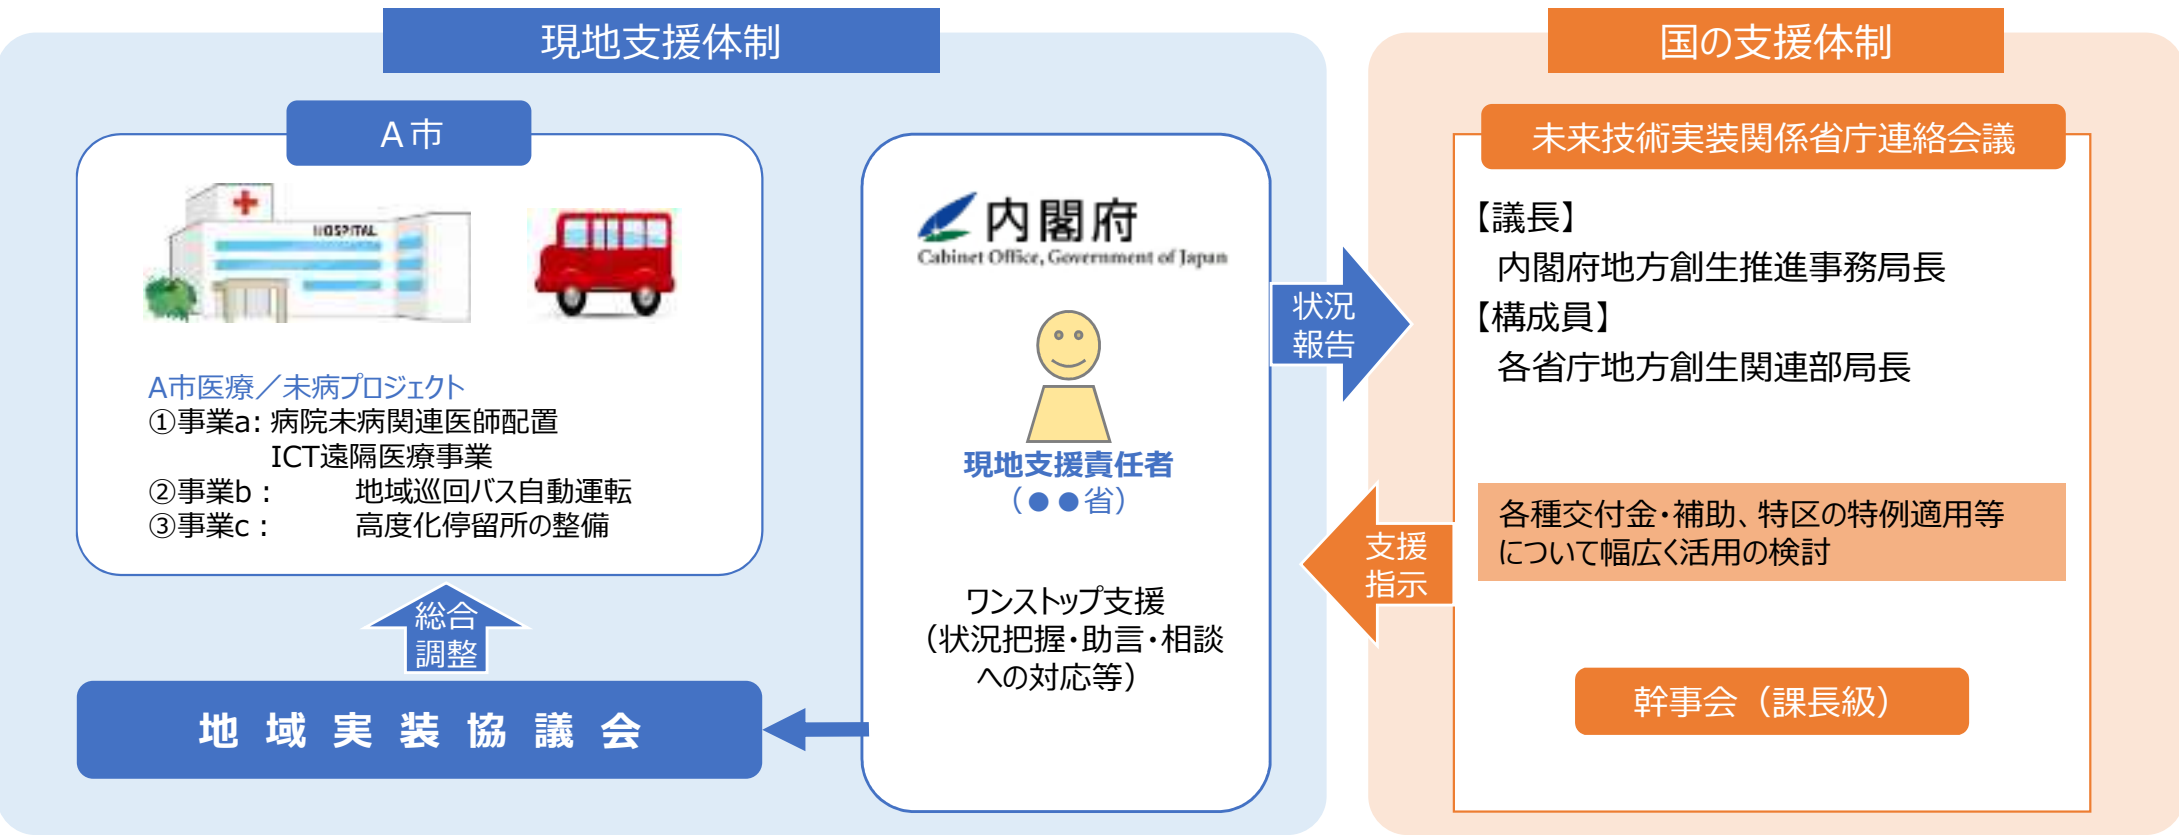 現地支援体制
A市
HOSPITAL
A市医療／未病プロジェクト
①事業a: 病院未病関連医師配置
ICT遠隔医療事業
②事業b： 地域巡回バス自動運転
③事業c： 高度化停留所の整備
総合
調整
地域実装協議会
内閣府
Cabinet Office, Government of Japan
現地支援責任者
（●●省）
ワンストップ支援
（状況把握・助言・相談
への対応等）
状況
報告
支援
指示
国の支援体制
未来技術実装関係省庁連絡会議
【議長】
内閣府地方創生推進事務局長
【構成員】
各省庁地方創生関連部局長
各種交付金・補助、特区の特例適用等
について幅広く活用の検討
幹事会（課長級）